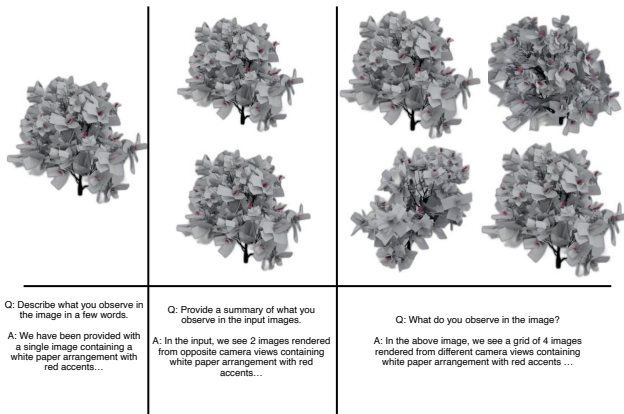 Q: Describe what you observe in
the image in a few words.
A: We have been provided with
a single image containing a
white paper arrangement with
red accents…
Q: Provide a summary of what you
observe in the input images.
A: In the input, we see 2 images rendered
from opposite camera views containing
white paper arrangement with red
accents…
Q: What do you observe in the image?
A: In the above image, we see a grid of 4 images
rendered from different camera views containing
white paper arrangement with red accents …